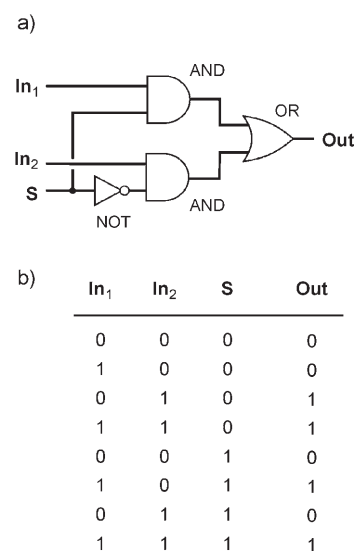 a)
In₁
AND
OR
Out
In₂
S
NOT
AND
b)
In₁ In₂ S Out
0 0 0 0
1 0 0 0
0 1 0 1
1 1 0 1
0 0 1 0
1 0 1 1
0 1 1 0
1 1 1 1